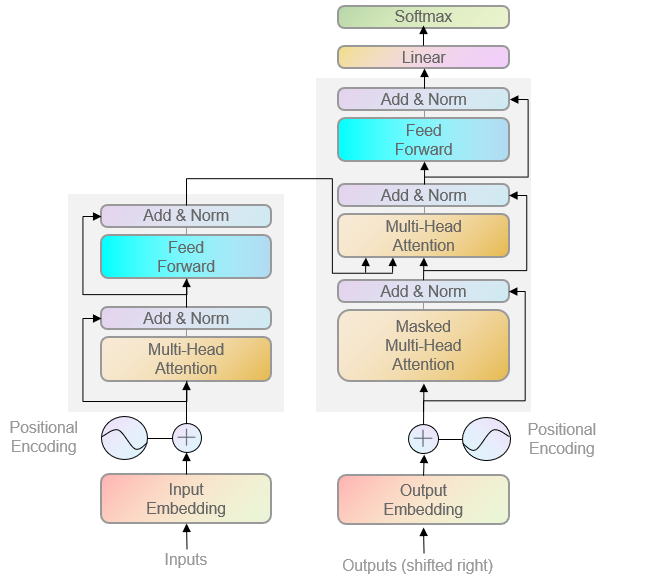 Softmax
Linear
Add & Norm
Feed
Forward
Add & Norm
Multi-Head
Attention
Add & Norm
Masked
Multi-Head
Attention
Add & Norm
Feed
Forward
Add & Norm
Multi-Head
Attention
Positional
Encoding
Positional
Encoding
Input
Embedding
Output
Embedding
Inputs
Outputs (shifted right)